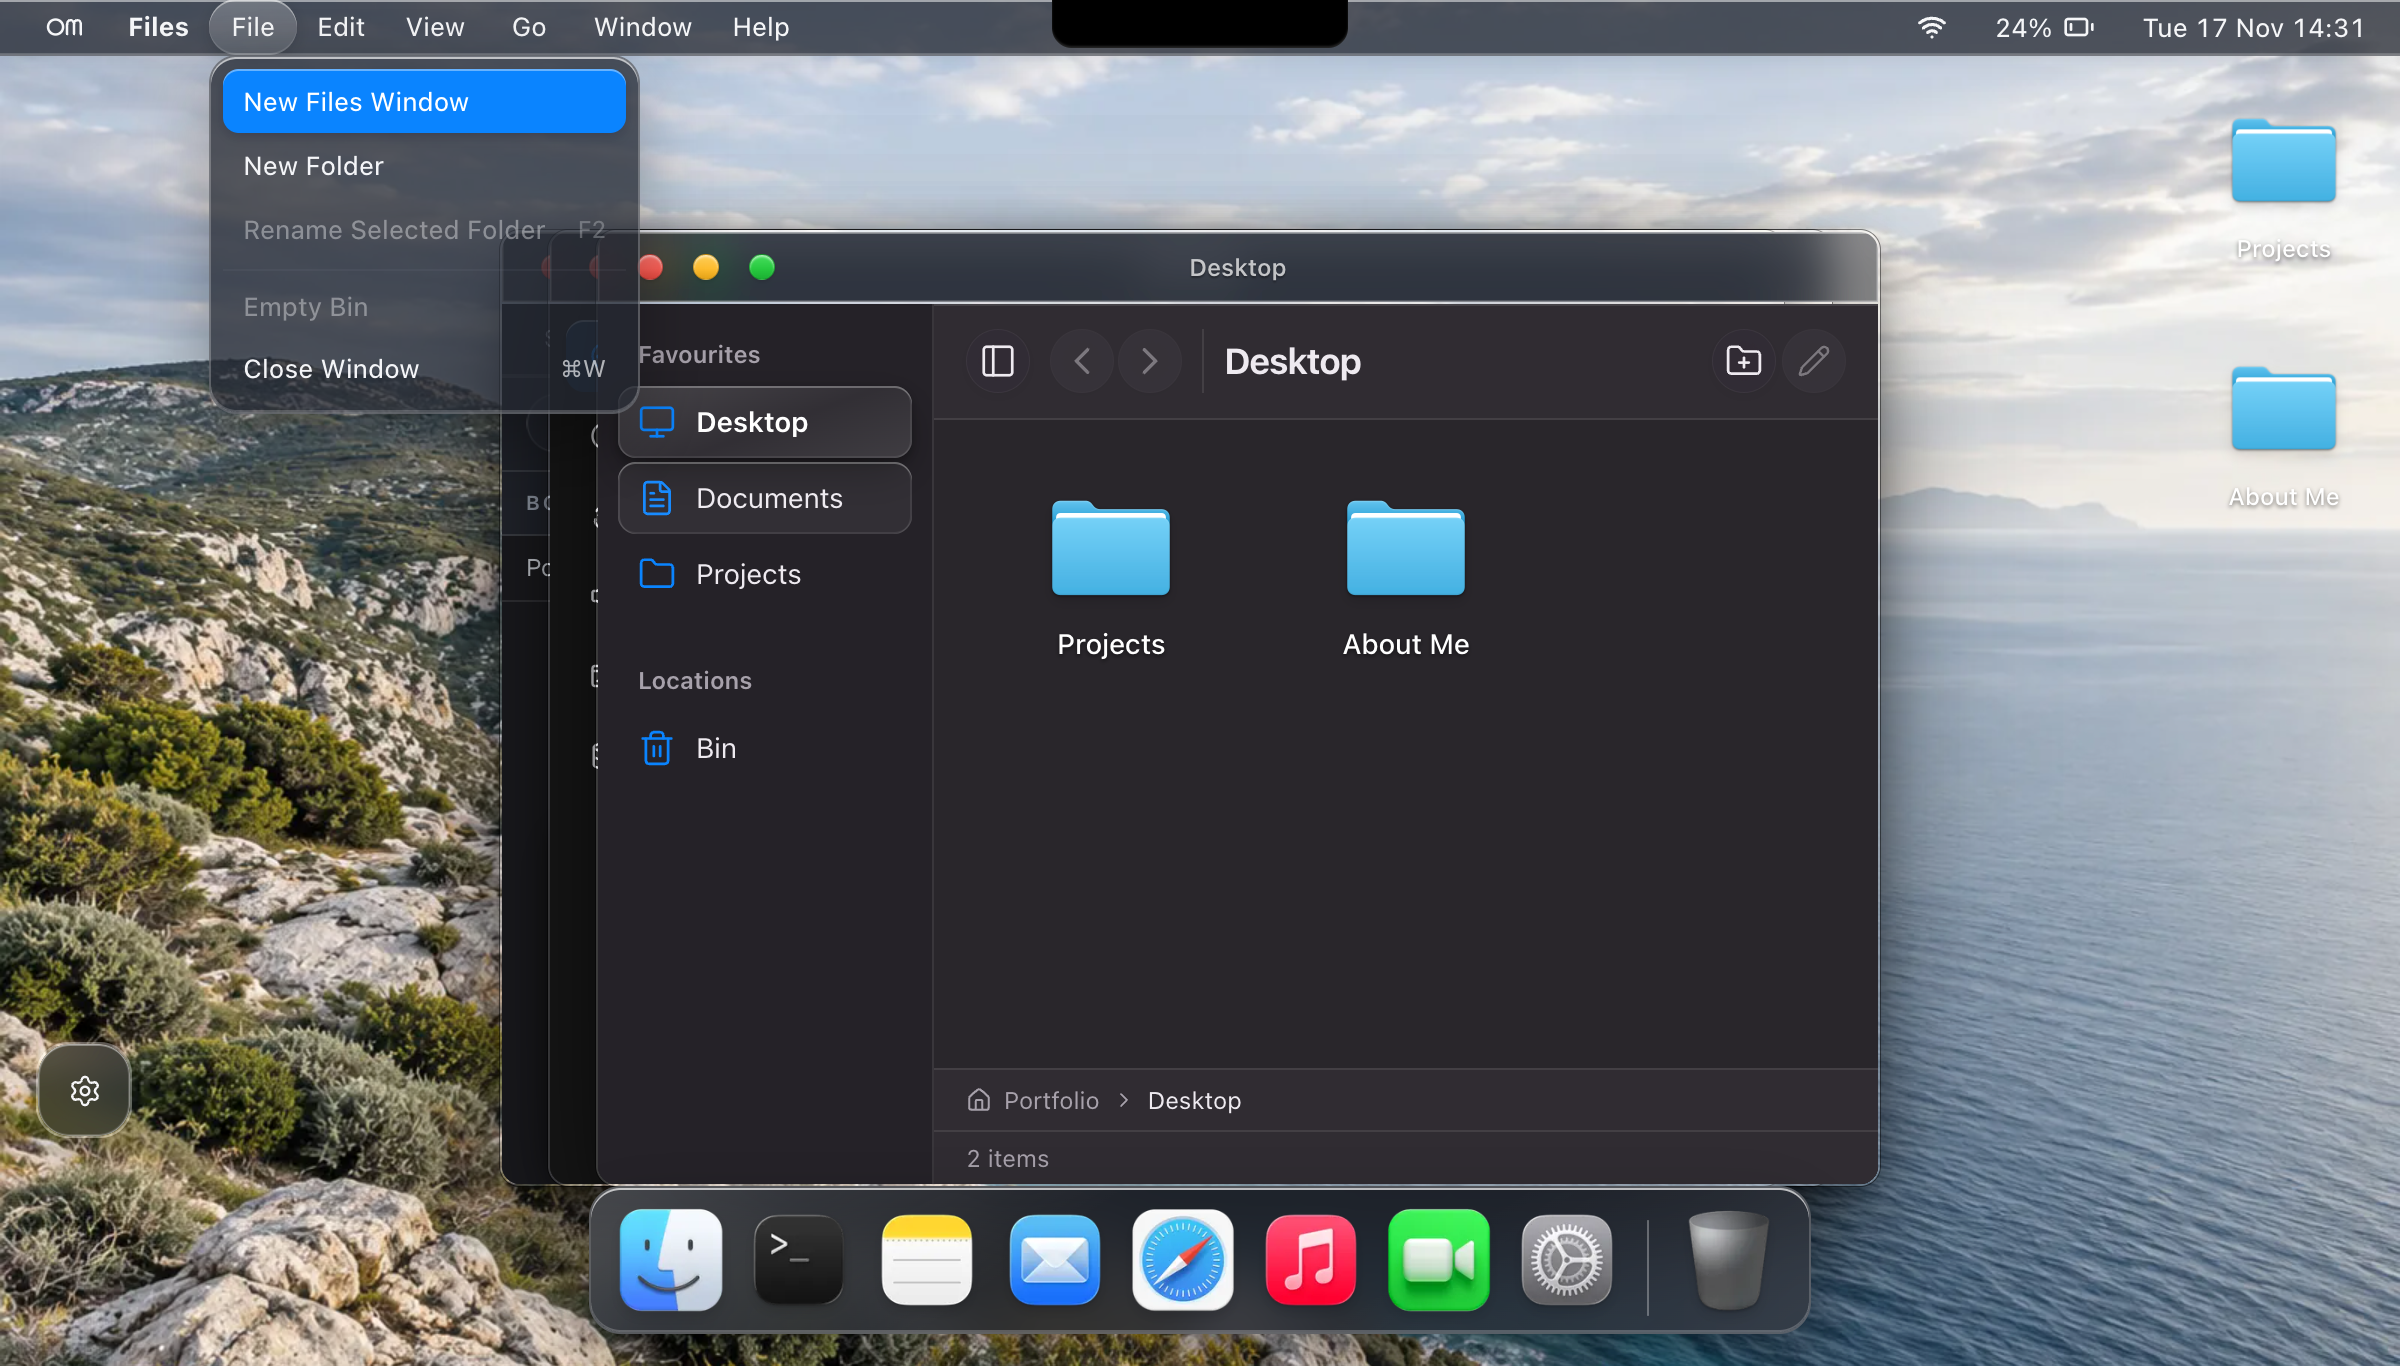 OM Files File Edit View Go Window Help 24% Tue 17 Nov 14:31
New Files Window
New Folder
Rename Selected Folder F2
Empty Bin
Close Window ⌘W
Desktop
Favourites
Desktop
Documents
Projects
Locations
Bin
Desktop
Projects
About Me
Portfolio > Desktop
2 items
Projects
About Me
>_